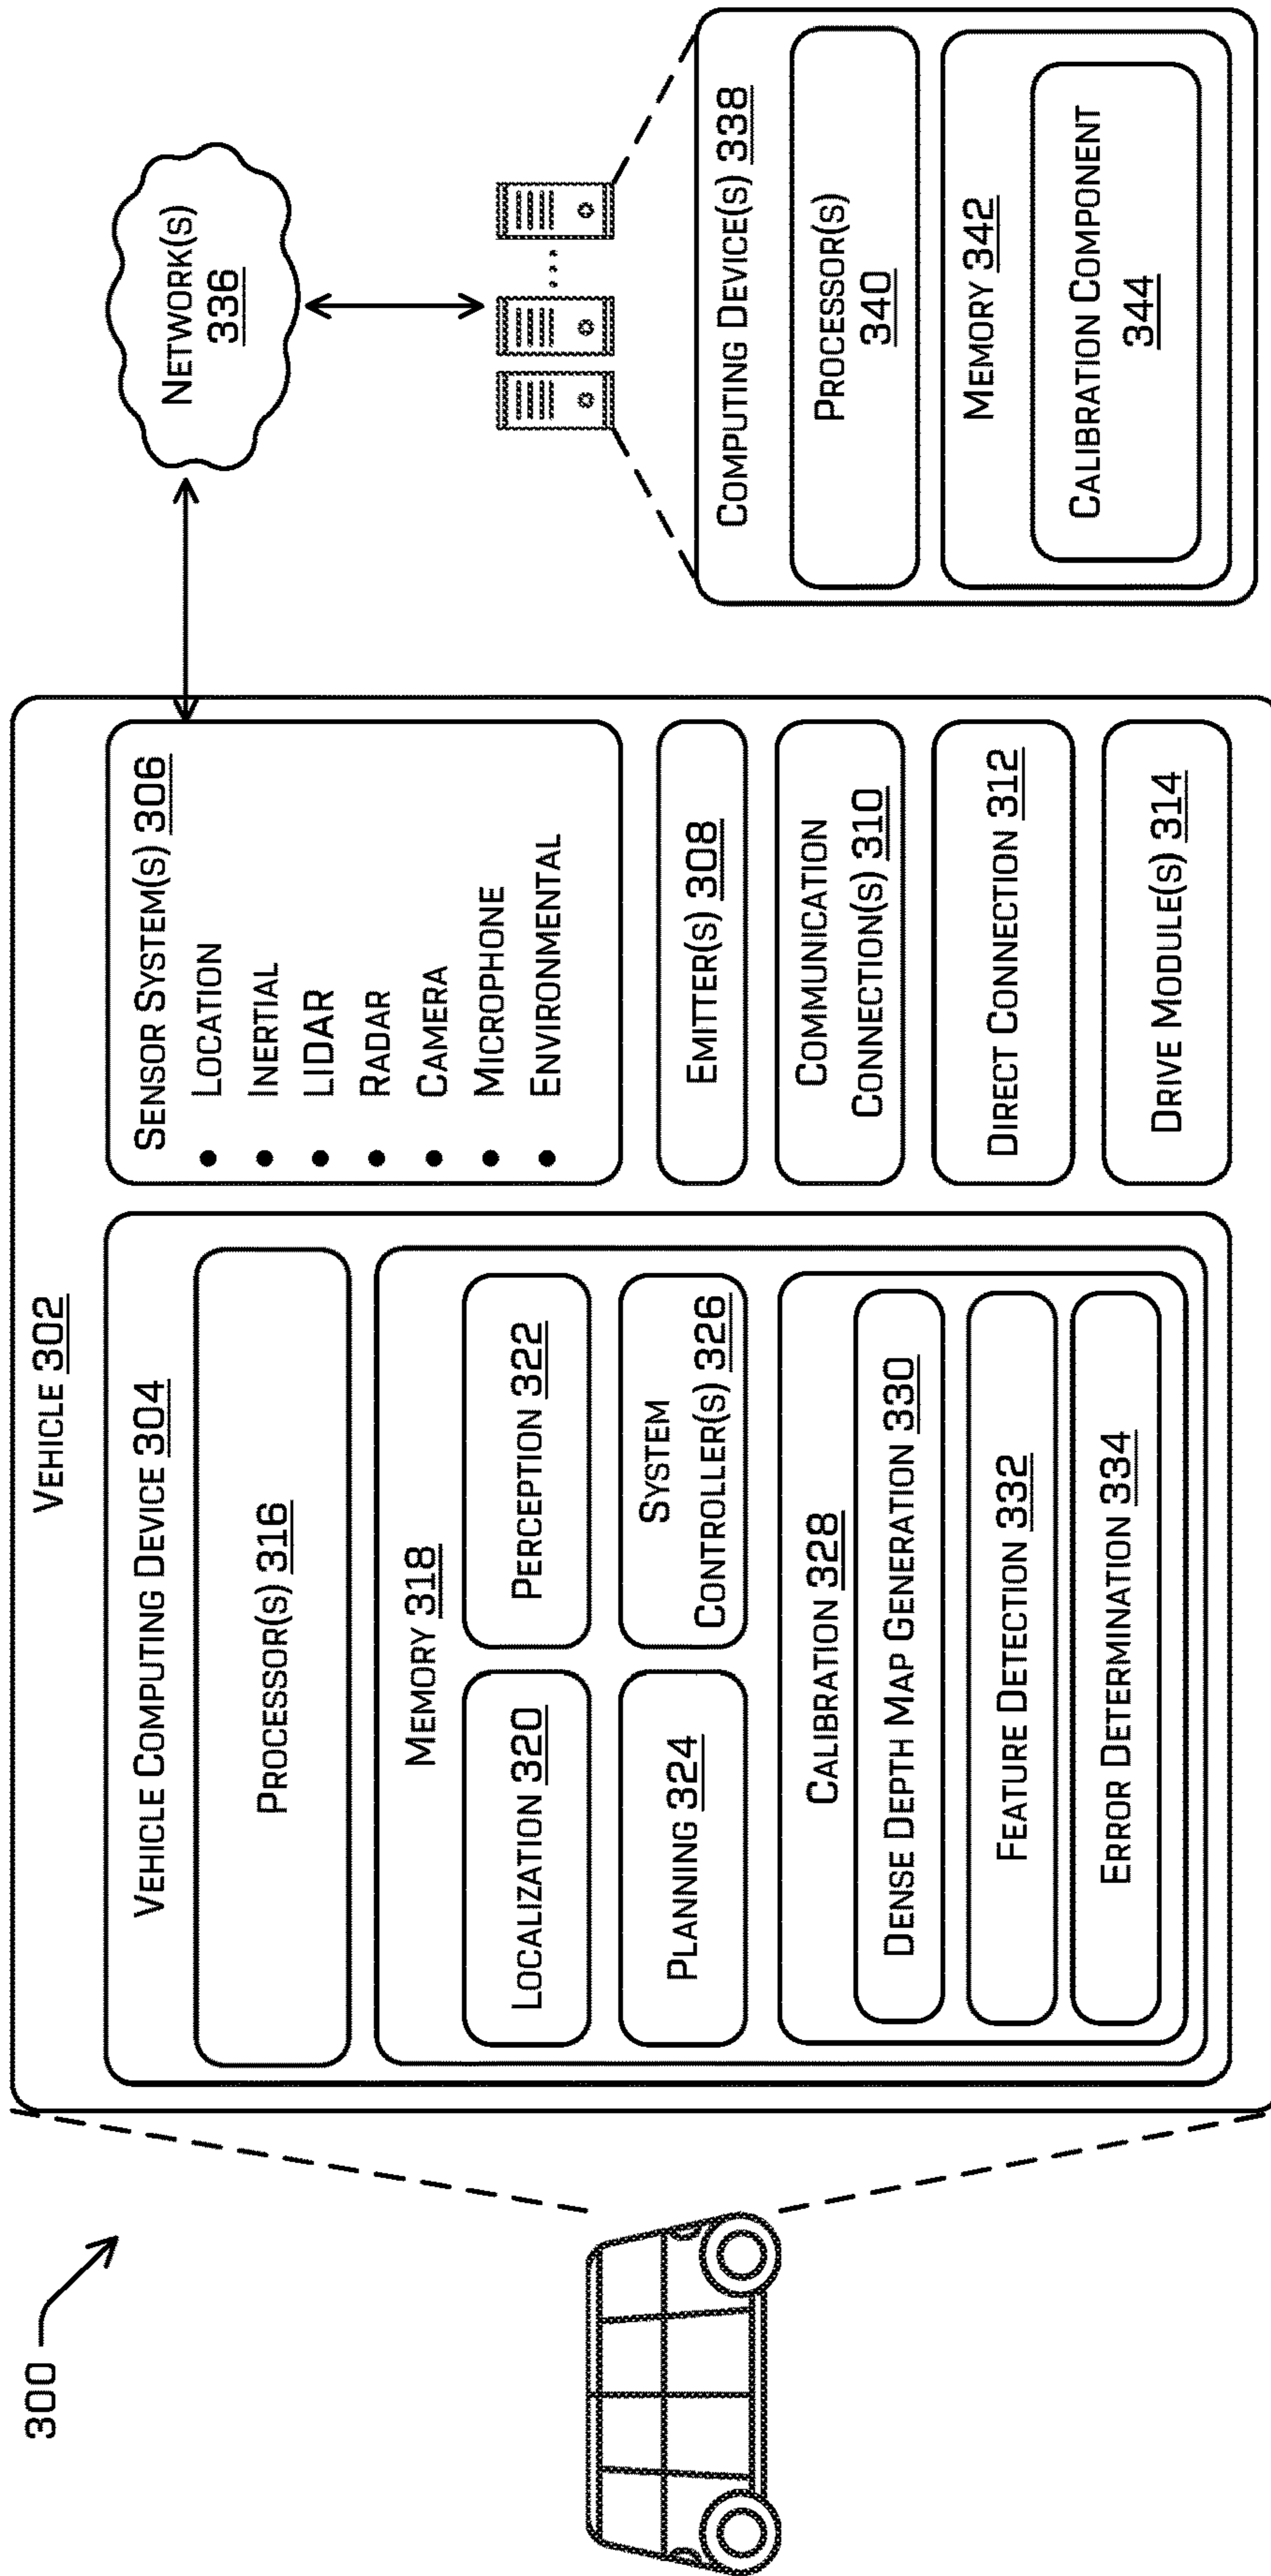 300
VEHICLE 302
VEHICLE COMPUTING DEVICE 304
PROCESSOR(S) 316
MEMORY 318
LOCALIZATION 320
PERCEPTION 322
PLANNING 324
SYSTEM
CONTROLLER(S) 326
CALIBRATION 328
DENSE DEPTH MAP GENERATION 330
FEATURE DETECTION 332
ERROR DETERMINATION 334
SENSOR SYSTEM(S) 306
• LOCATION
• INERTIAL
• LIDAR
• RADAR
• CAMERA
• MICROPHONE
• ENVIRONMENTAL
EMITTER(S) 308
COMMUNICATION
CONNECTION(S) 310
DIRECT CONNECTION 312
DRIVE MODULE(S) 314
NETWORK(S)
336
COMPUTING DEVICE(S) 338
PROCESSOR(S)
340
MEMORY 342
CALIBRATION COMPONENT
344